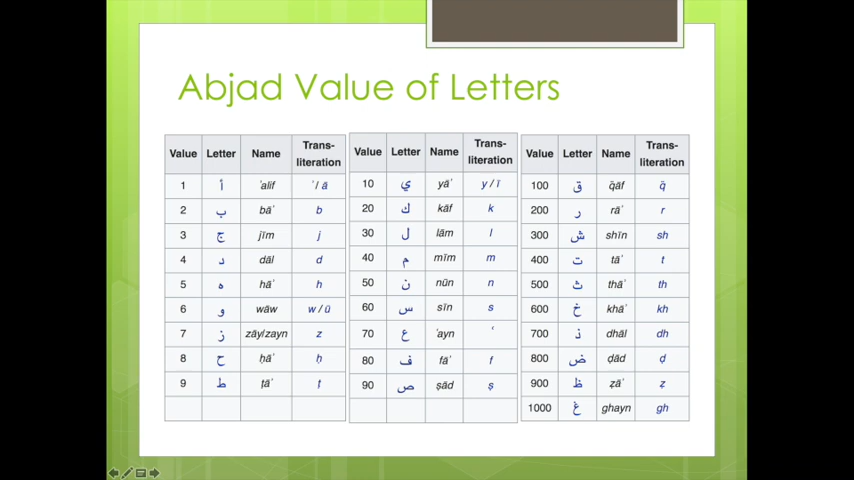 Abjad Value of Letters
Value Letter Name Trans-literation
1 أ ʾalif ʾ / ā
2 ب bāʾ b
3 ج jīm j
4 د dāl d
5 ه hāʾ h
6 و wāw w / ū
7 ز zāy/zayn z
8 ح ḥāʾ ḥ
9 ط ṭāʾ ṭ
Value Letter Name Trans-literation
10 ي yāʾ y / ī
20 ك kāf k
30 ل lām l
40 م mīm m
50 ن nūn n
60 س sīn s
70 ع ʿayn ʿ
80 ف fāʾ f
90 ص ṣād ṣ
Value Letter Name Trans-literation
100 ق q̄āf q̄
200 ر rāʾ r
300 ش shīn sh
400 ت tāʾ t
500 ث thāʾ th
600 خ khāʾ kh
700 ذ dhāl dh
800 ض ḍād ḍ
900 ظ ẓāʾ ẓ
1000 غ ghayn gh